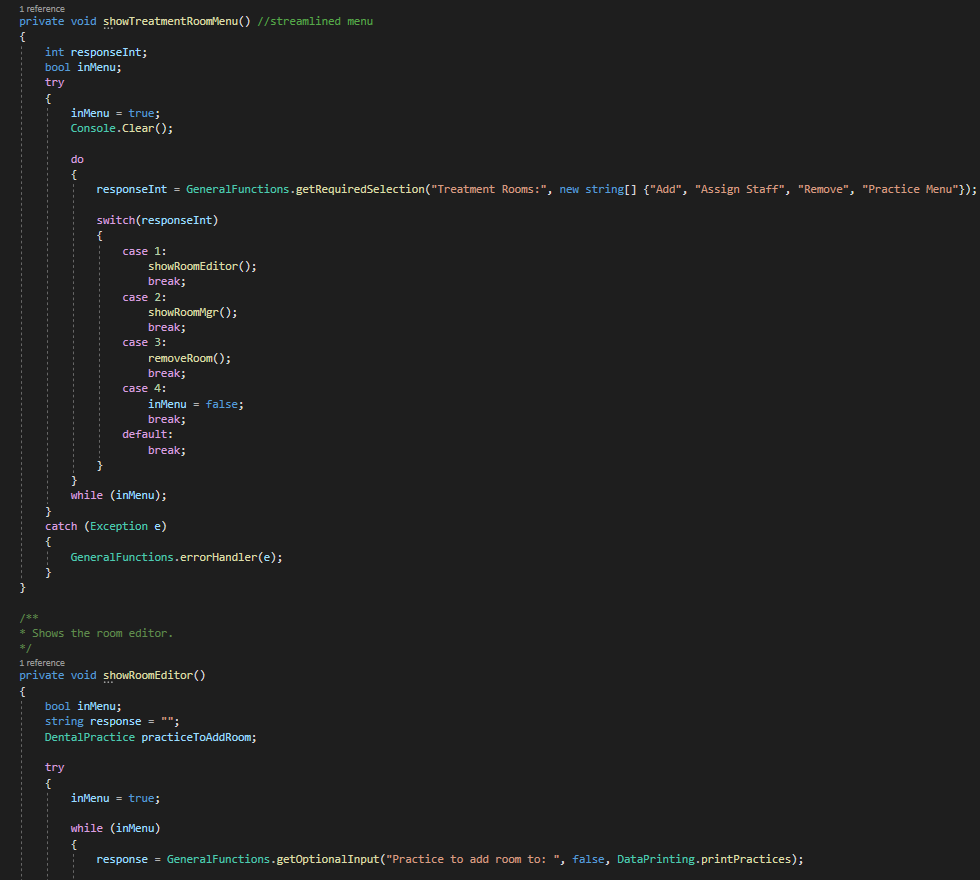 1 reference
private void showTreatmentRoomMenu() //streamlined menu
{
int responseInt;
bool inMenu;
try
{
inMenu = true;
Console.Clear();
do
{
responseInt = GeneralFunctions.getRequiredSelection("Treatment Rooms:", new string[] {"Add", "Assign Staff", "Remove", "Practice Menu"});
switch(responseInt)
{
case 1:
showRoomEditor();
break;
case 2:
showRoomMgr();
break;
case 3:
removeRoom();
break;
case 4:
inMenu = false;
break;
default:
break;
}
}
while (inMenu);
}
catch (Exception e)
{
GeneralFunctions.errorHandler(e);
}
}
/**
* Shows the room editor.
*/
1 reference
private void showRoomEditor()
{
bool inMenu;
string response = "";
DentalPractice practiceToAddRoom;
try
{
inMenu = true;
while (inMenu)
{
response = GeneralFunctions.getOptionalInput("Practice to add room to: ", false, DataPrinting.printPractices);